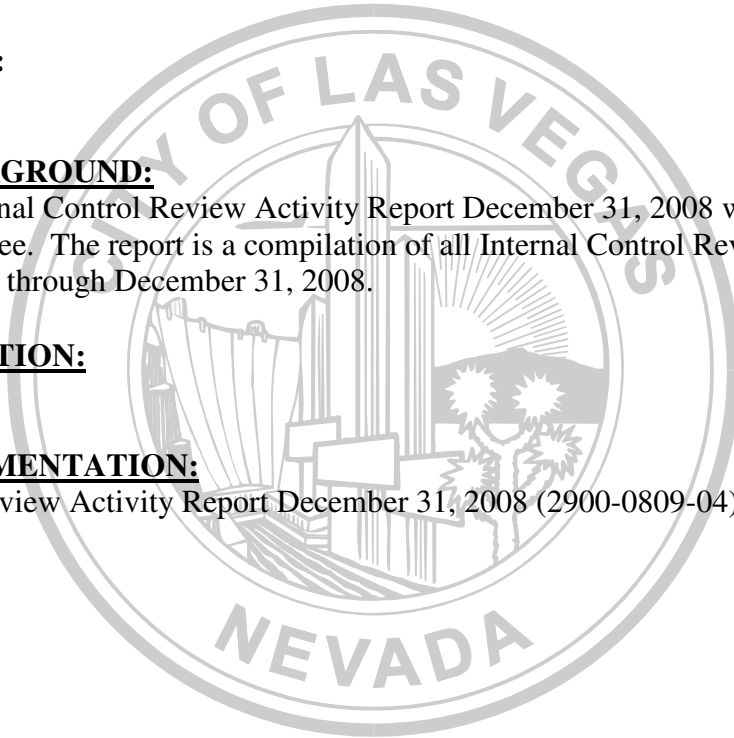 :
GROUND:
nal Control Review Activity Report December 31, 2008 w
ee. The report is a compilation of all Internal Control Rev
through December 31, 2008.
TION:
MENTATION:
view Activity Report December 31, 2008 (2900-0809-04)
CITY OF LAS VEGAS
NEVADA